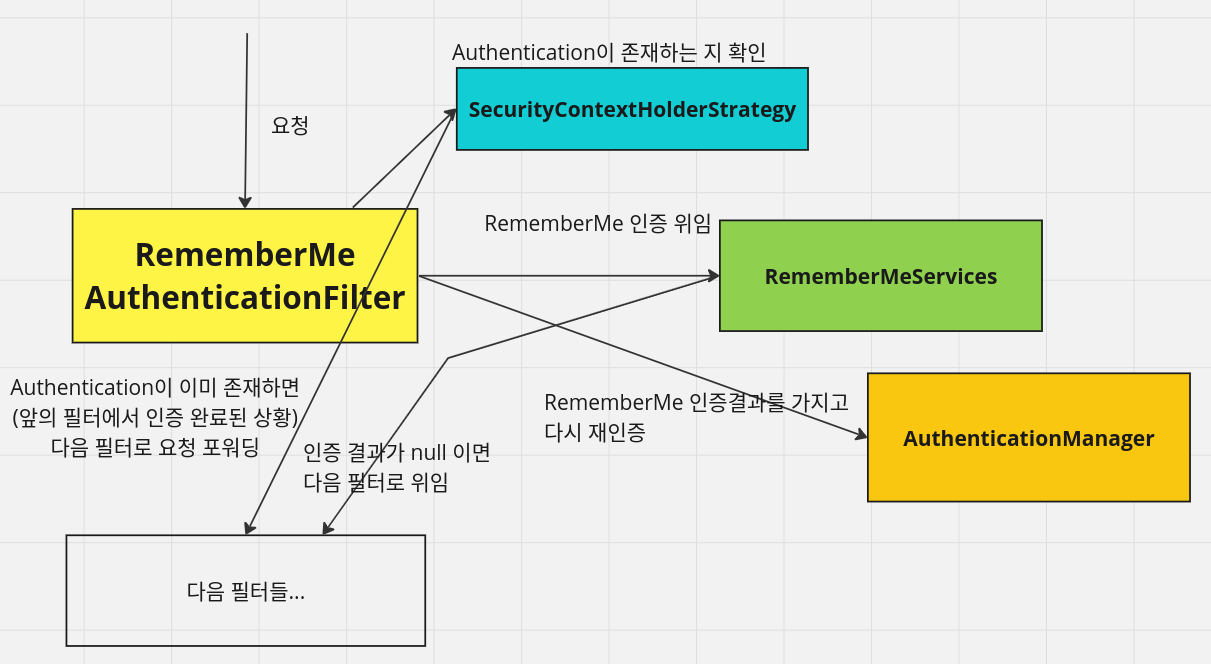 Authentication이 존재하는 지 확인
SecurityContextHolderStrategy
요청
RememberMe
AuthenticationFilter
RememberMe 인증 위임
RememberMeServices
Authentication이 이미 존재하면
(앞의 필터에서 인증 완료된 상황)
다음 필터로 요청 포워딩
인증 결과가 null 이면
다음 필터로 위임
RememberMe 인증결과를 가지고
다시 재인증
AuthenticationManager
다음 필터들...